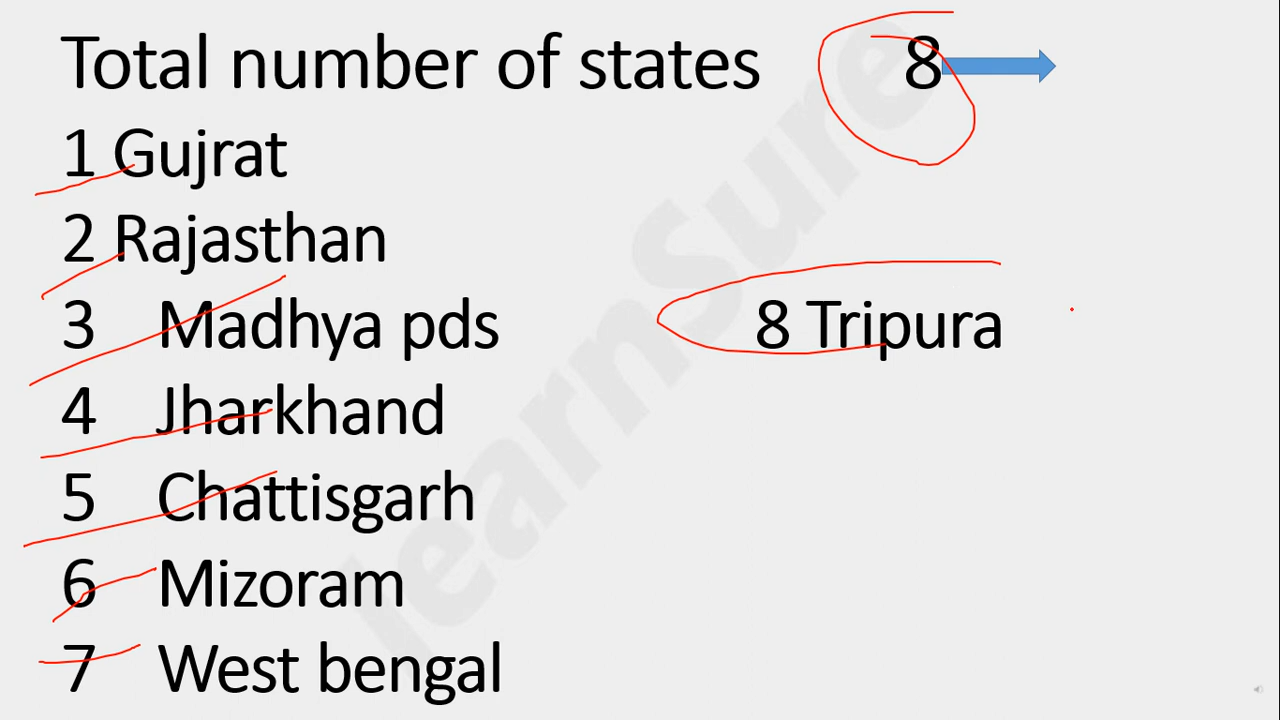 Total number of states 8
1 Gujrat
2 Rajasthan
3 Madhya pds
8 Tripura
4 Jharkhand
5 Chattisgarh
6 Mizoram
7 West bengal
learnSure